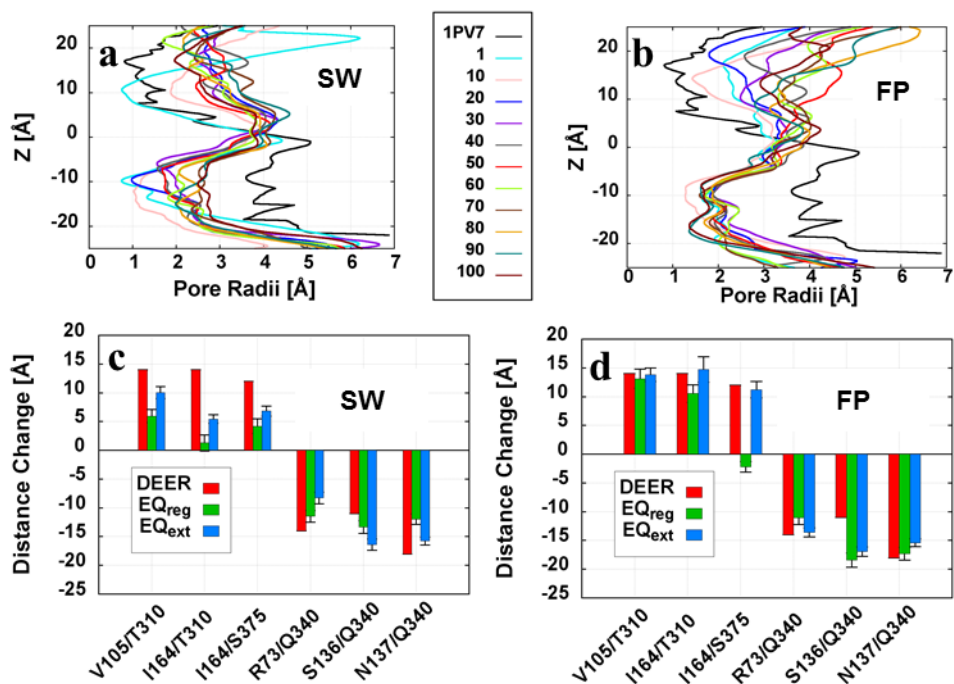 a
SW
Z [Å]
20
10
0
-10
-20
0 1 2 3 4 5 6 7
Pore Radii [Å]
1PV7
1
10
20
30
40
50
60
70
80
90
100
b
FP
Z [Å]
20
10
0
-10
-20
0 1 2 3 4 5 6 7
Pore Radii [Å]
c
SW
Distance Change [Å]
20
15
10
5
0
-5
-10
-15
-20
-25
DEER
EQreg
EQext
V105/T310
I164/T310
I164/S375
R73/Q340
S136/Q340
N137/Q340
d
FP
Distance Change [Å]
20
15
10
5
0
-5
-10
-15
-20
-25
DEER
EQreg
EQext
V105/T310
I164/T310
I164/S375
R73/Q340
S136/Q340
N137/Q340